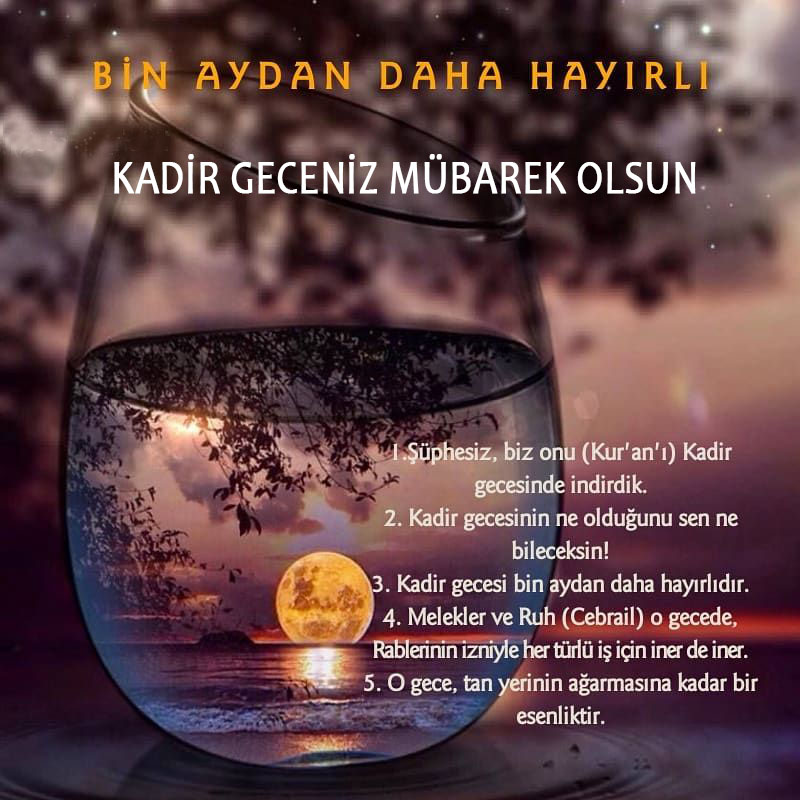 BİN AYDAN DAHA HAYIRLI
KADİR GECENİZ MÜBAREK OLSUN
1.Şüphesiz, biz onu (Kur'an'ı) Kadir
gecesinde indirdik.
2. Kadir gecesinin ne olduğunu sen ne
bileceksin!
3. Kadir gecesi bin aydan daha hayırlıdır.
4. Melekler ve Ruh (Cebrail) o gecede,
Rablerinin izniyle her türlü iş için iner de iner.
5. O gece, tan yerinin ağarmasına kadar bir
esenliktir.